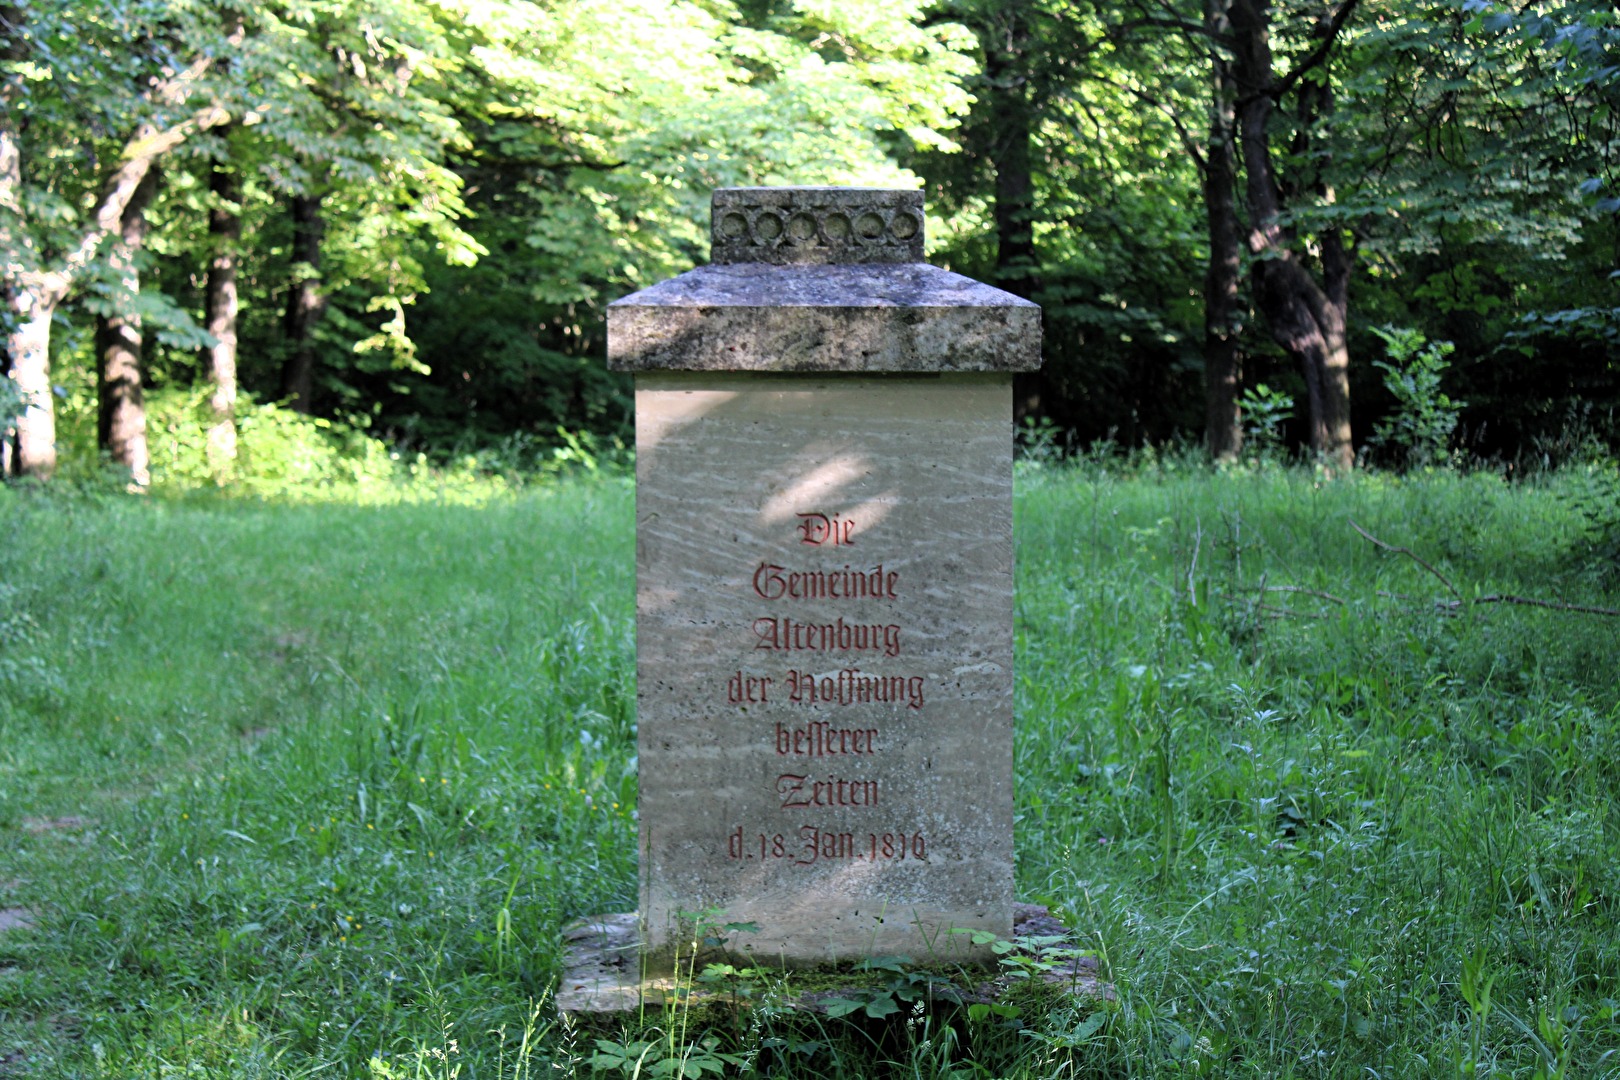 Die
Gemeinde
Altenburg
der Hoffnung
besserer
Zeiten
d. 18. Jan. 1816